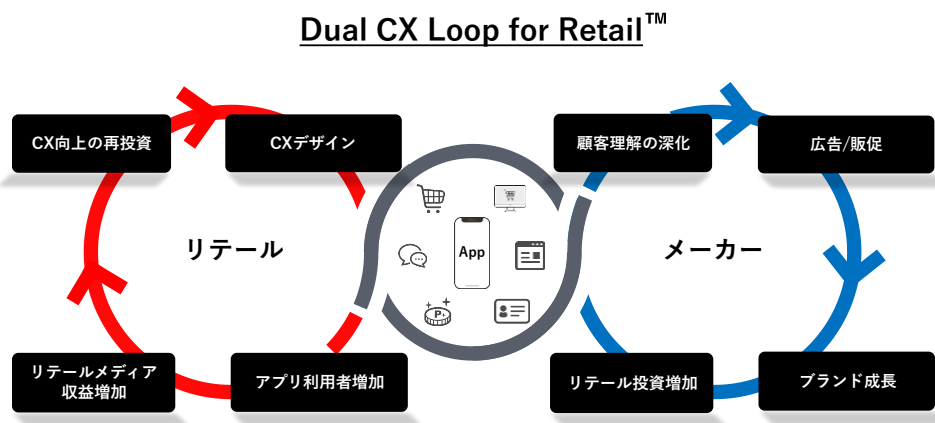 Dual CX Loop for Retail™
CX向上の再投資
CXデザイン
顧客理解の深化
広告/販促
リテール
App
メーカー
P
リテールメディア
収益増加
アプリ利用者増加
リテール投資増加
ブランド成長